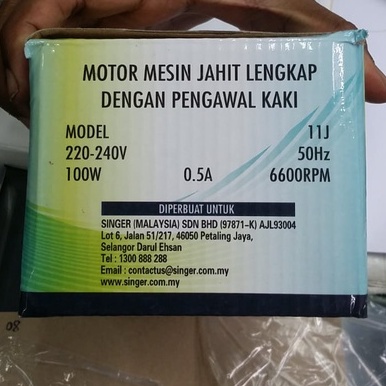 MOTOR MESIN JAHIT LENGKAP
DENGAN PENGAWAL KAKI
MODEL 11J
220-240V 50Hz
100W 0.5A 6600RPM
DIPERBUAT UNTUK
SINGER (MALAYSIA) SDN BHD (97871-K) AJL93004
Lot 6, Jalan 51/217, 46050 Petaling Jaya,
Selangor Darul Ehsan
Tel : 1300 888 288
Email : contactus@singer.com.my
www.singer.com.my
08